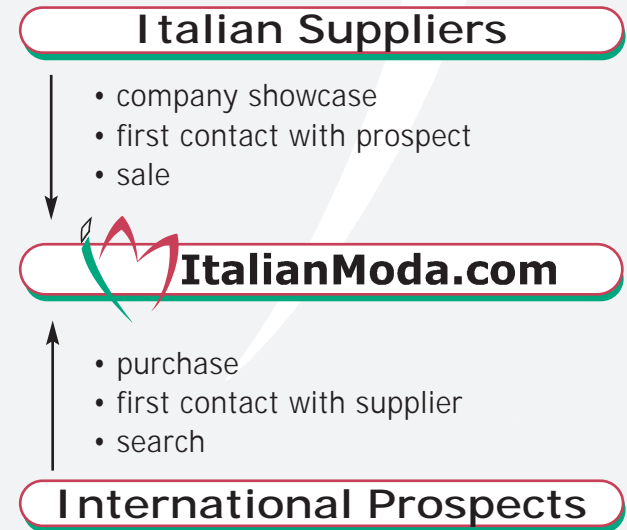 Italian Suppliers
• company showcase
• first contact with prospect
• sale
ItalianModa.com
• purchase
• first contact with supplier
• search
International Prospects